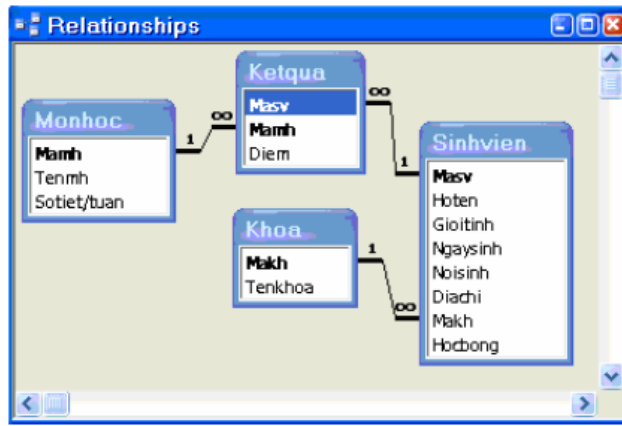 Relationships
Monhoc
Mamh
Tenmh
Sotiet/tuan
Ketqua
Masv
Mamh
Diem
Khoa
Makh
Tenkhoa
Sinhvien
Masv
Hoten
Gioitinh
Ngaysinh
Noisinh
Diachi
Makh
Hocbong
1
∞
∞
1
1
∞